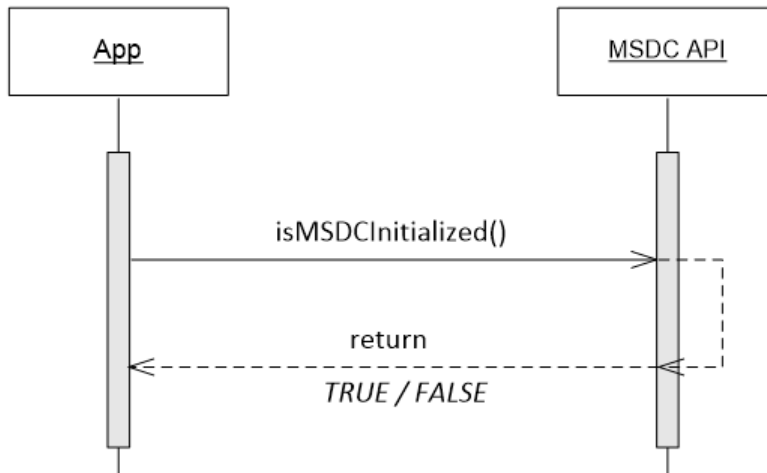 App
MSDC API
isMSDCInitialized()
return
TRUE / FALSE